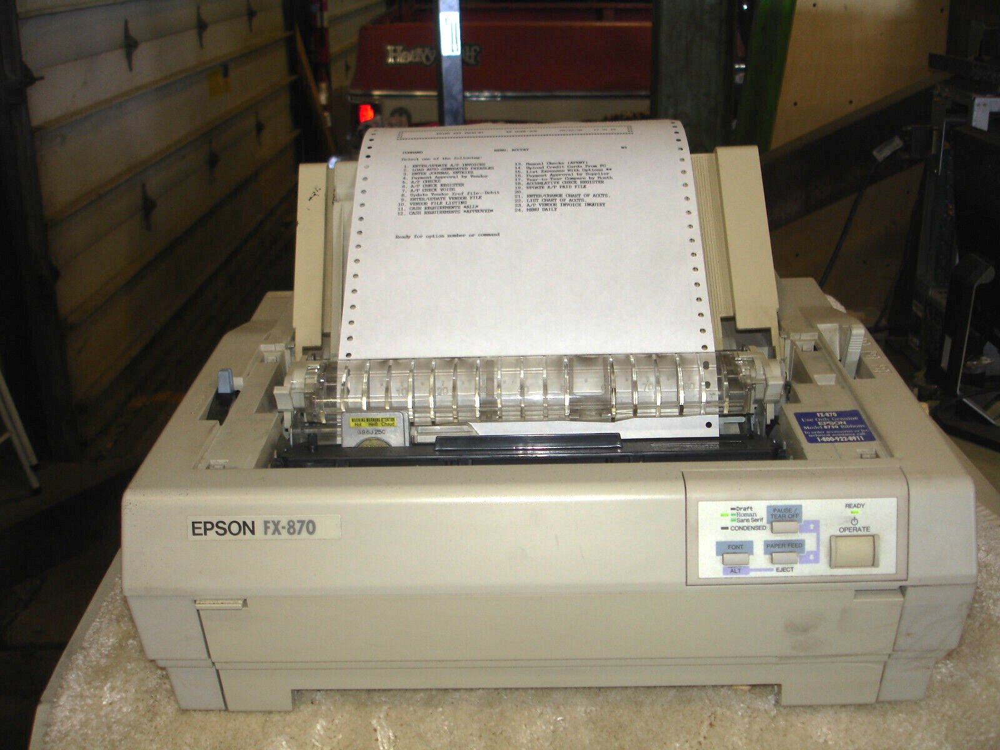 COMMAND MENU: ACCPAY W1
Select one of the following:
1. ENTER/UPDATE A/P INVOICES
2. LOAD AUTO-GENERATED PAYABLES
ENTER JOURNAL ENTRIES
4. Payment Approval by Vendor
5. A/P CHECKS
6. A/P CHECK REGISTER
7. A/P CHECK VOIDS
8. Update Vendor Xref file--Debit
9. ENTER/UPDATE VENDOR FILE
10. VENDOR FILE LISTING
11. CASH REQUIREMENTS *ALL*
12. CASH REQUIREMENTS *APPROVED*
13. Manual Checks (APENT)
14. Upload Credit Cards From PC
15. List Expenses With Options **
16. Payment Approval by Supplier
17. Year-to-Year Compare by Month
18. ACCUMLATIVE CHECK REGISTER
19. UPDATE A/P PAID FILE
20.
21. ENTER/CHANGE CHART OF ACCTS.
22. LIST CHART OF ACCTS.
23. A/P VENDOR INVOICE INQUIRY
24. MENU DAILY
Ready for option number or command
WARNING WARNUNG ATTENTION
Hot Heiß Chaud
FX-870
Use Only Genuine
EPSON
Model 8750 Ribbons
To order accessories or for
technical assistance call
1-800-922-8911
EPSON FX-870
Draft
Roman
Sans Serif
CONDENSED
PAUSE /
TEAR OFF
READY
OPERATE
FONT
PAPER FEED
ALT
EJECT